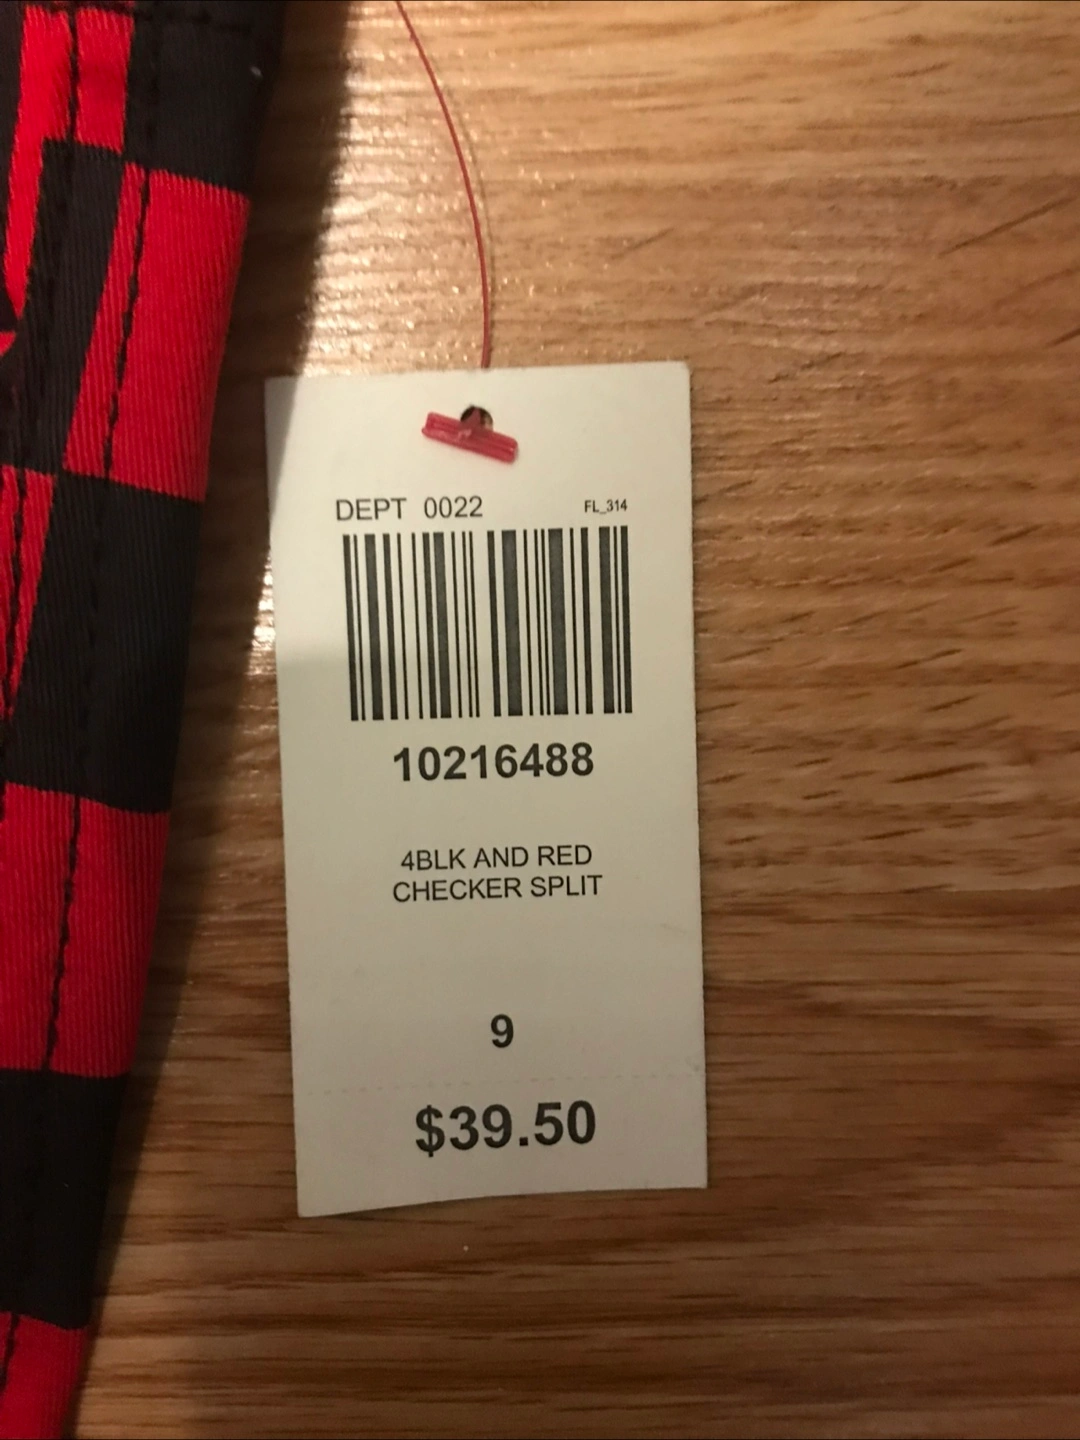 DEPT 0022 FL_314
10216488
4BLK AND RED
CHECKER SPLIT
9
$39.50